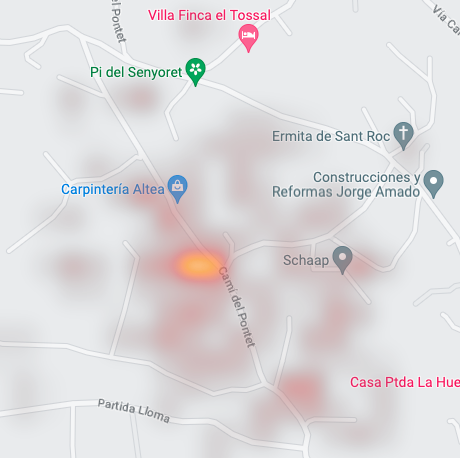 del Pontet
Villa Finca el Tossal
Via Ca
Pi del Senyoret
Ermita de Sant Roc
Construcciones y
Reformas Jorge Amado
Carpintería Altea
Schaap
Camí del Pontet
Casa Ptda La Hue
Partida Lloma